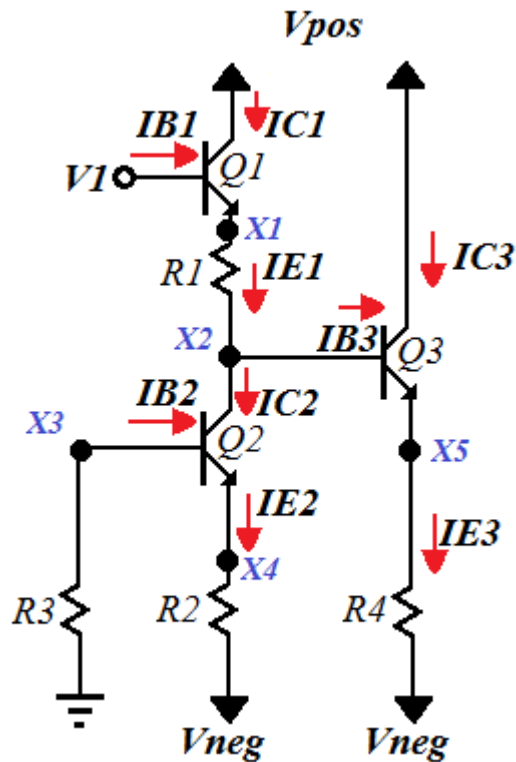 Vpos
IB1 IC1
V1 Q1
X1
R1 IE1 IC3
X2 IB3 Q3
IB2 IC2
X3 Q2 X5
IE2 IE3
X4
R3 R2 R4
Vneg Vneg